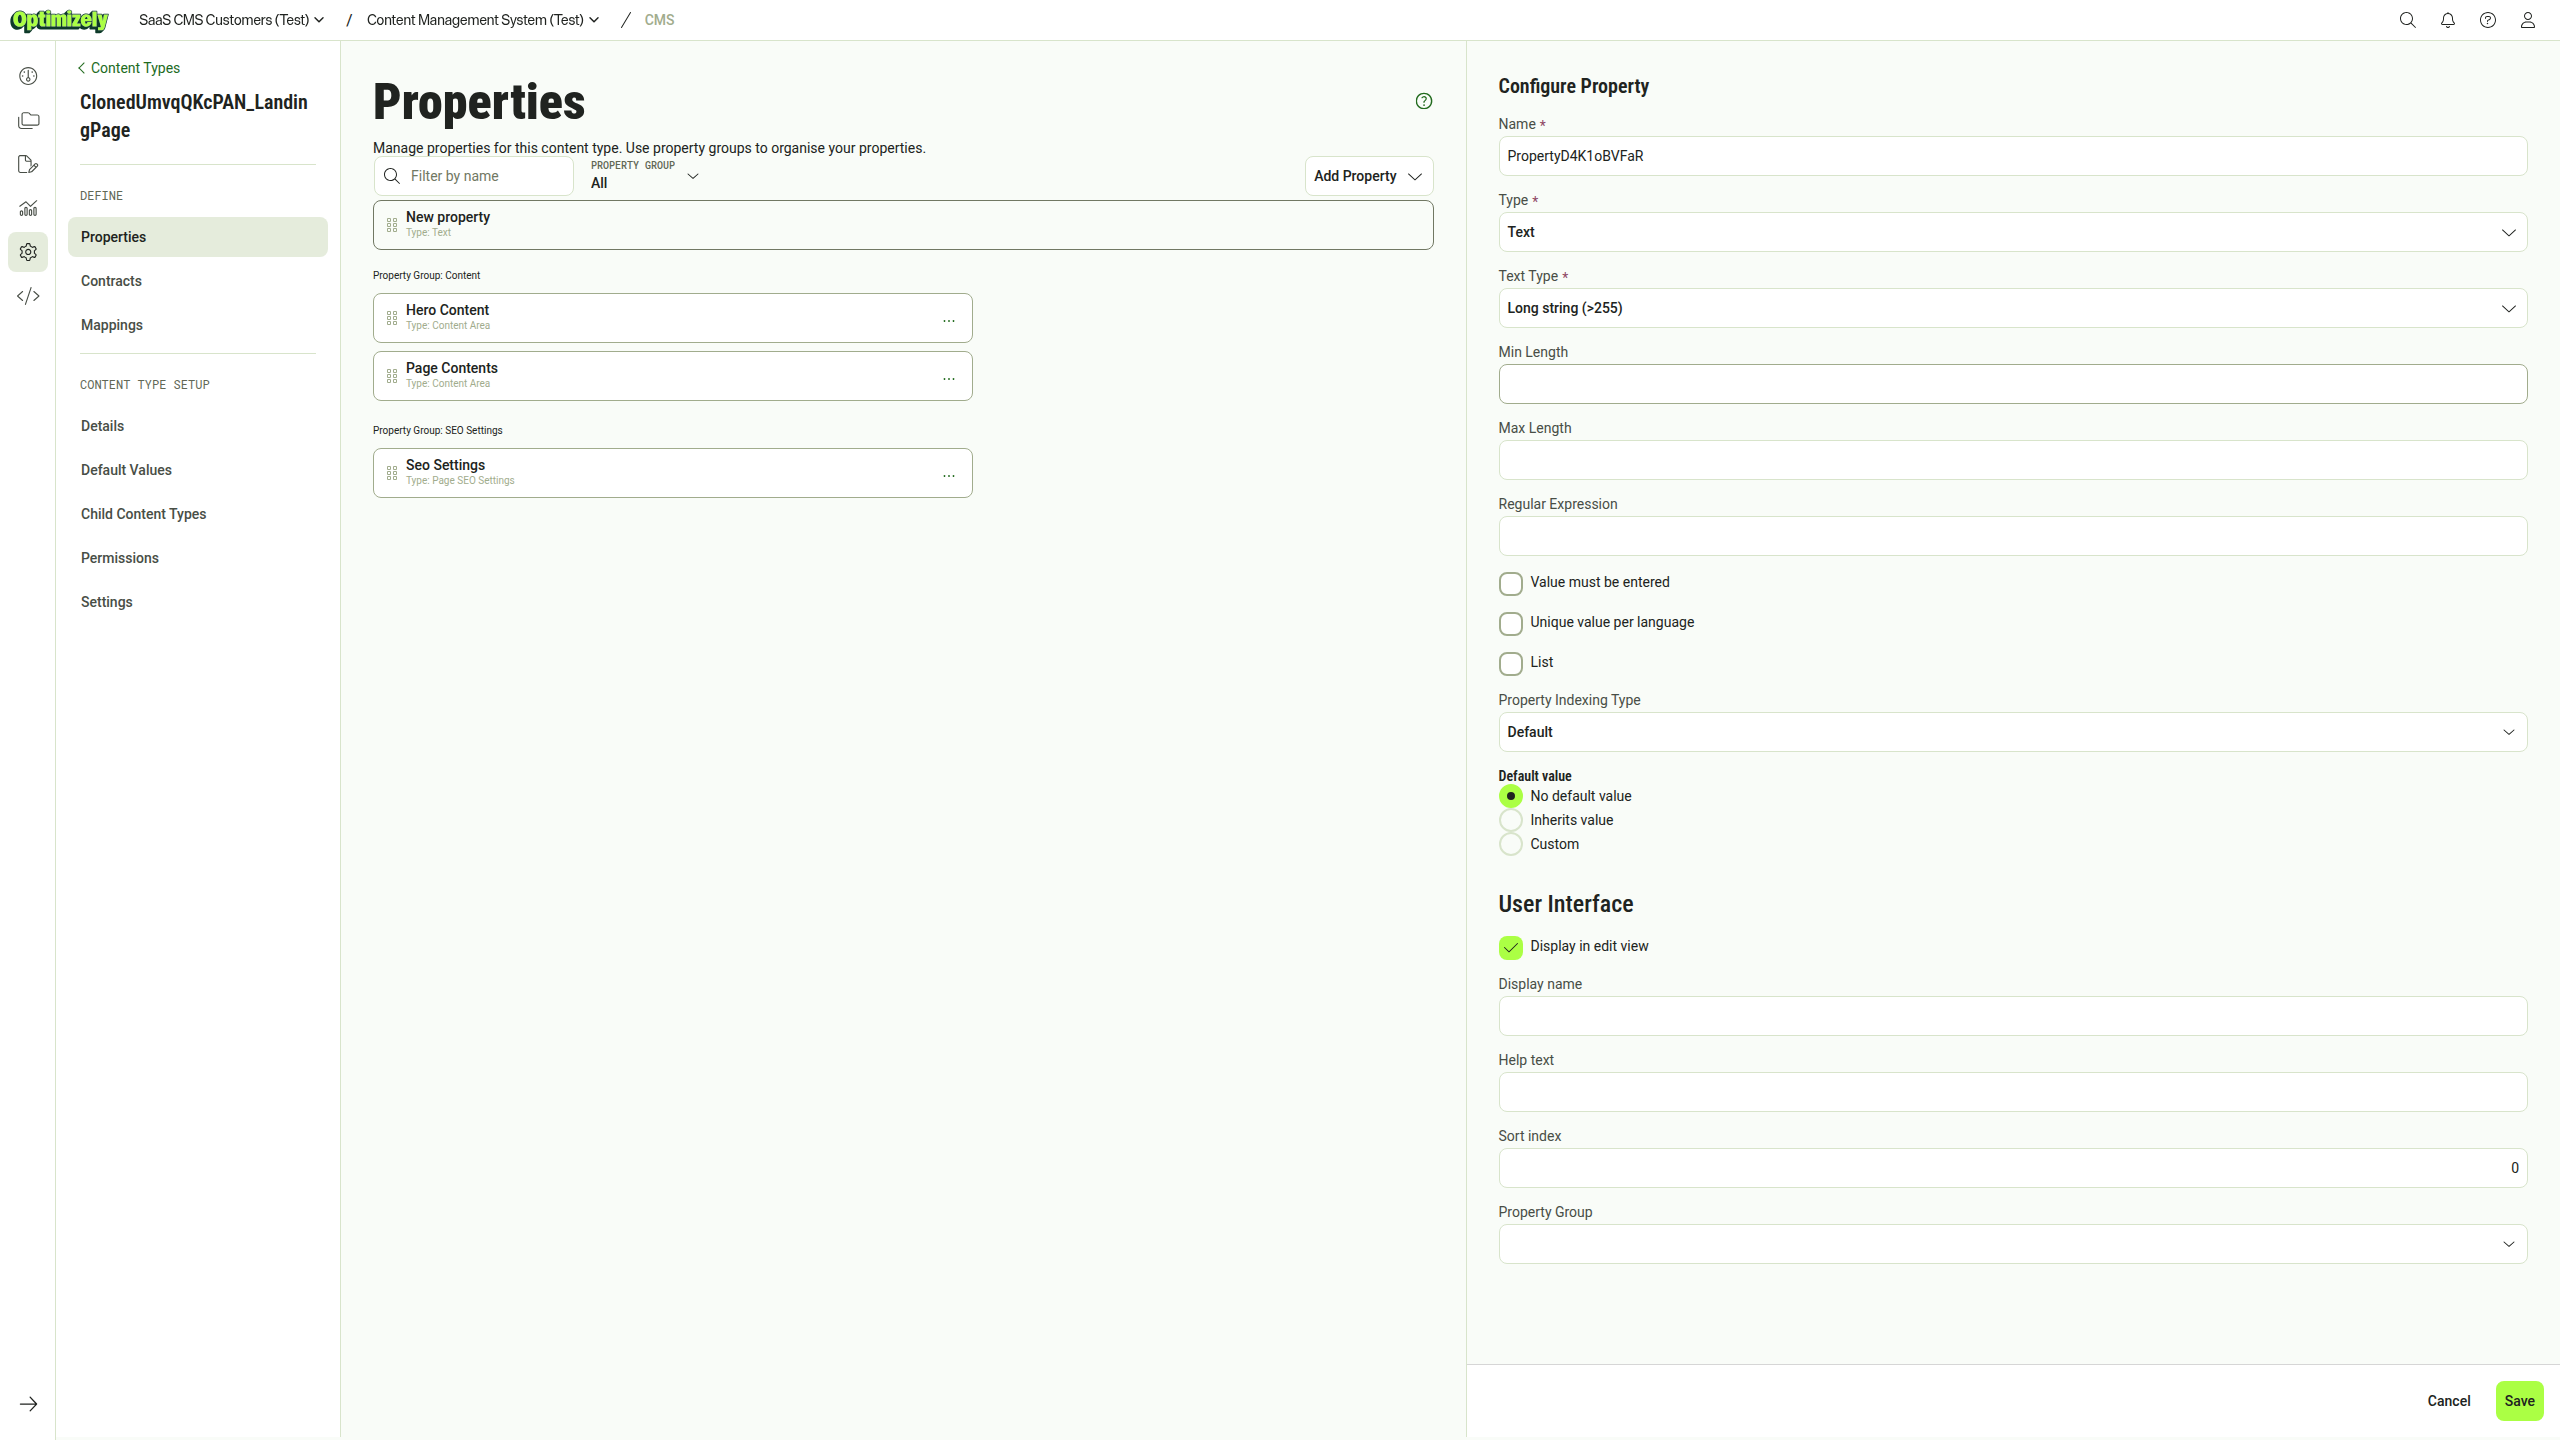 Optimizely
SaaS CMS Customers (Test) / Content Management System (Test) / CMS
Content Types
ClonedUmvqQKcPAN_Landin
gPage
DEFINE
Properties
Contracts
Mappings
CONTENT TYPE SETUP
Details
Default Values
Child Content Types
Permissions
Settings
Properties
Manage properties for this content type. Use property groups to organise your properties.
Filter by name
PROPERTY GROUP
All
Add Property
New property
Type: Text
Property Group: Content
Hero Content
Type: Content Area
Page Contents
Type: Content Area
Property Group: SEO Settings
Seo Settings
Type: Page SEO Settings
Configure Property
Name *
PropertyD4K1oBVFaR
Type *
Text
Text Type *
Long string (>255)
Min Length
Max Length
Regular Expression
Value must be entered
Unique value per language
List
Property Indexing Type
Default
Default value
No default value
Inherits value
Custom
User Interface
Display in edit view
Display name
Help text
Sort index
0
Property Group
Cancel
Save